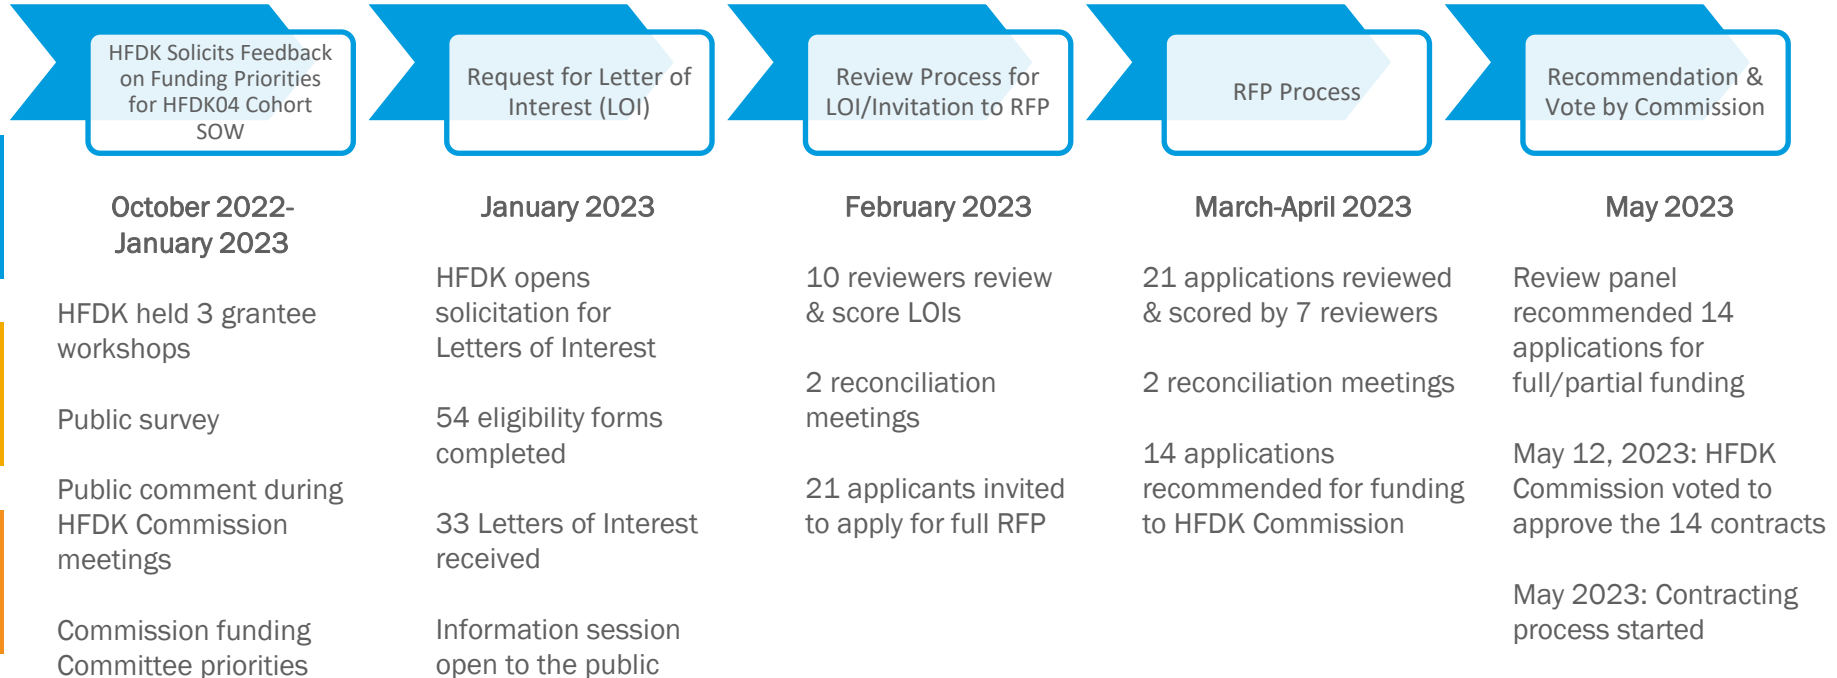 HFDK Solicits Feedback
on Funding Priorities
for HFDK04 Cohort
SOW
Request for Letter of
Interest (LOI)
Review Process for
LOI/Invitation to RFP
RFP Process
Recommendation &
Vote by Commission
October 2022-
January 2023
HFDK held 3 grantee
workshops
Public survey
Public comment during
HFDK Commission
meetings
Commission funding
Committee priorities
January 2023
HFDK opens
solicitation for
Letters of Interest
54 eligibility forms
completed
33 Letters of Interest
received
Information session
open to the public
February 2023
10 reviewers review
& score LOIs
2 reconciliation
meetings
21 applicants invited
to apply for full RFP
March-April 2023
21 applications reviewed
& scored by 7 reviewers
2 reconciliation meetings
14 applications
recommended for funding
to HFDK Commission
May 2023
Review panel
recommended 14
applications for
full/partial funding
May 12, 2023: HFDK
Commission voted to
approve the 14 contracts
May 2023: Contracting
process started